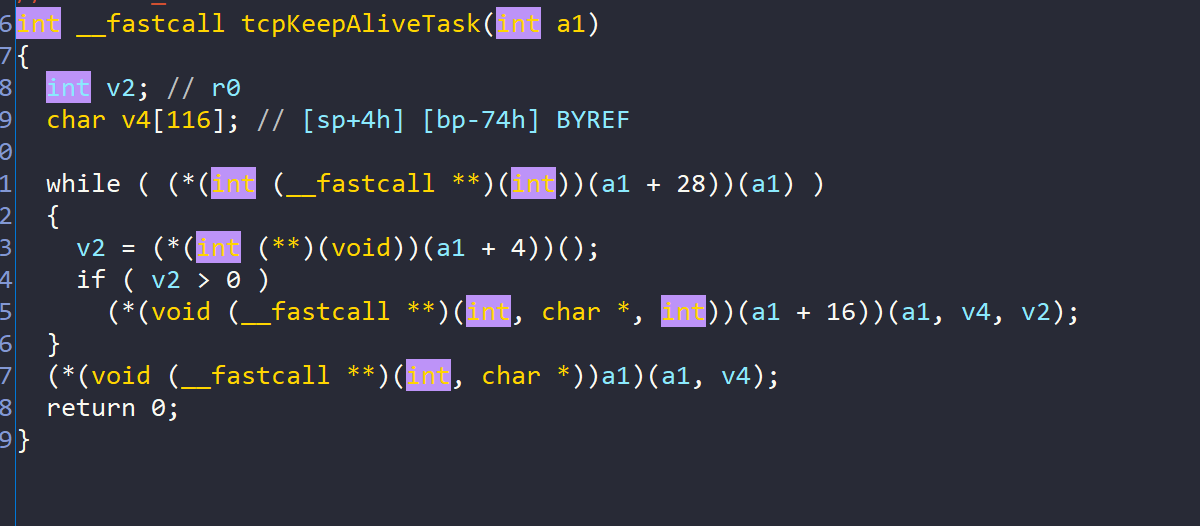 6int __fastcall tcpKeepAliveTask(int a1)
7{
8  int v2; // r0
9  char v4[116]; // [sp+4h] [bp-74h] BYREF
0
1  while ( (*(int (__fastcall **)(int))(a1 + 28))(a1) )
2  {
3    v2 = (*(int (**)(void))(a1 + 4))();
4    if ( v2 > 0 )
5      (*(void (__fastcall **)(int, char *, int))(a1 + 16))(a1, v4, v2);
6  }
7  (*(void (__fastcall **)(int, char *))a1)(a1, v4);
8  return 0;
9}